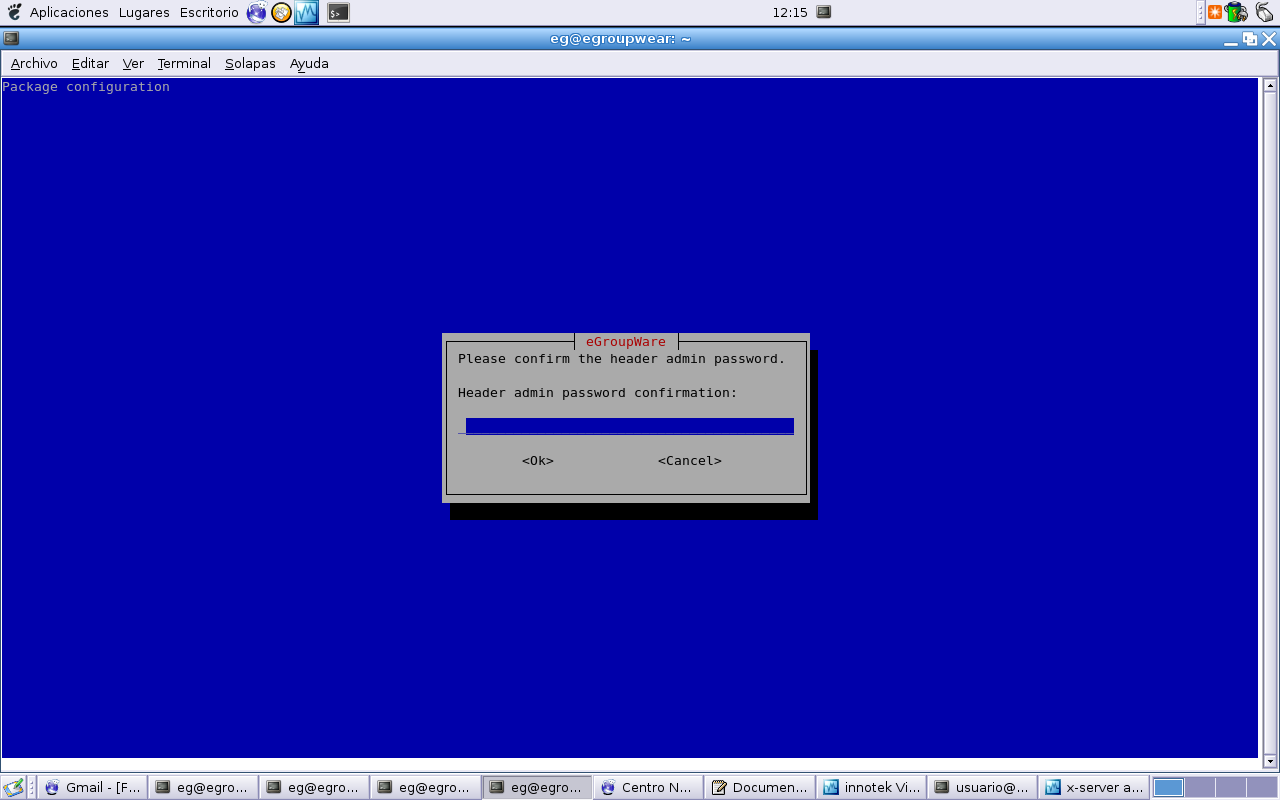 Aplicaciones Lugares Escritorio 12:15
eg@egroupwear: ~
Archivo Editar Ver Terminal Solapas Ayuda
Package configuration
eGroupWare
Please confirm the header admin password.
Header admin password confirmation:
<Ok> <Cancel>
Gmail - [F... eg@egro... eg@egro... eg@egro... eg@egro... Centro N... Documen... innotek Vi... usuario@... x-server a...